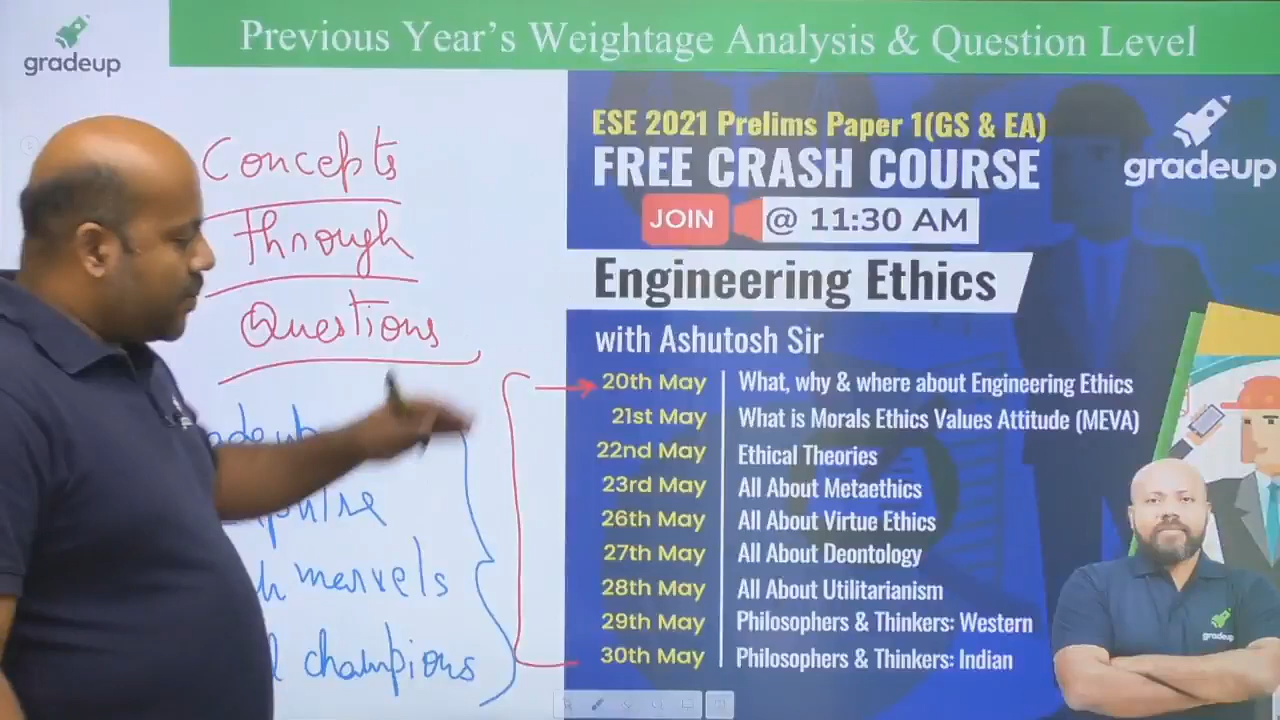 gradeup
Previous Year's Weightage Analysis & Question Level
Concepts
Through
Questions
marvels
champions
ESE 2021 Prelims Paper 1(GS & EA)
FREE CRASH COURSE
gradeup
JOIN @ 11:30 AM
Engineering Ethics
with Ashutosh Sir
20th May What, why & where about Engineering Ethics
21st May What is Morals Ethics Values Attitude (MEVA)
22nd May Ethical Theories
23rd May All About Metaethics
26th May All About Virtue Ethics
27th May All About Deontology
28th May All About Utilitarianism
29th May Philosophers & Thinkers: Western
30th May Philosophers & Thinkers: Indian
gradeup